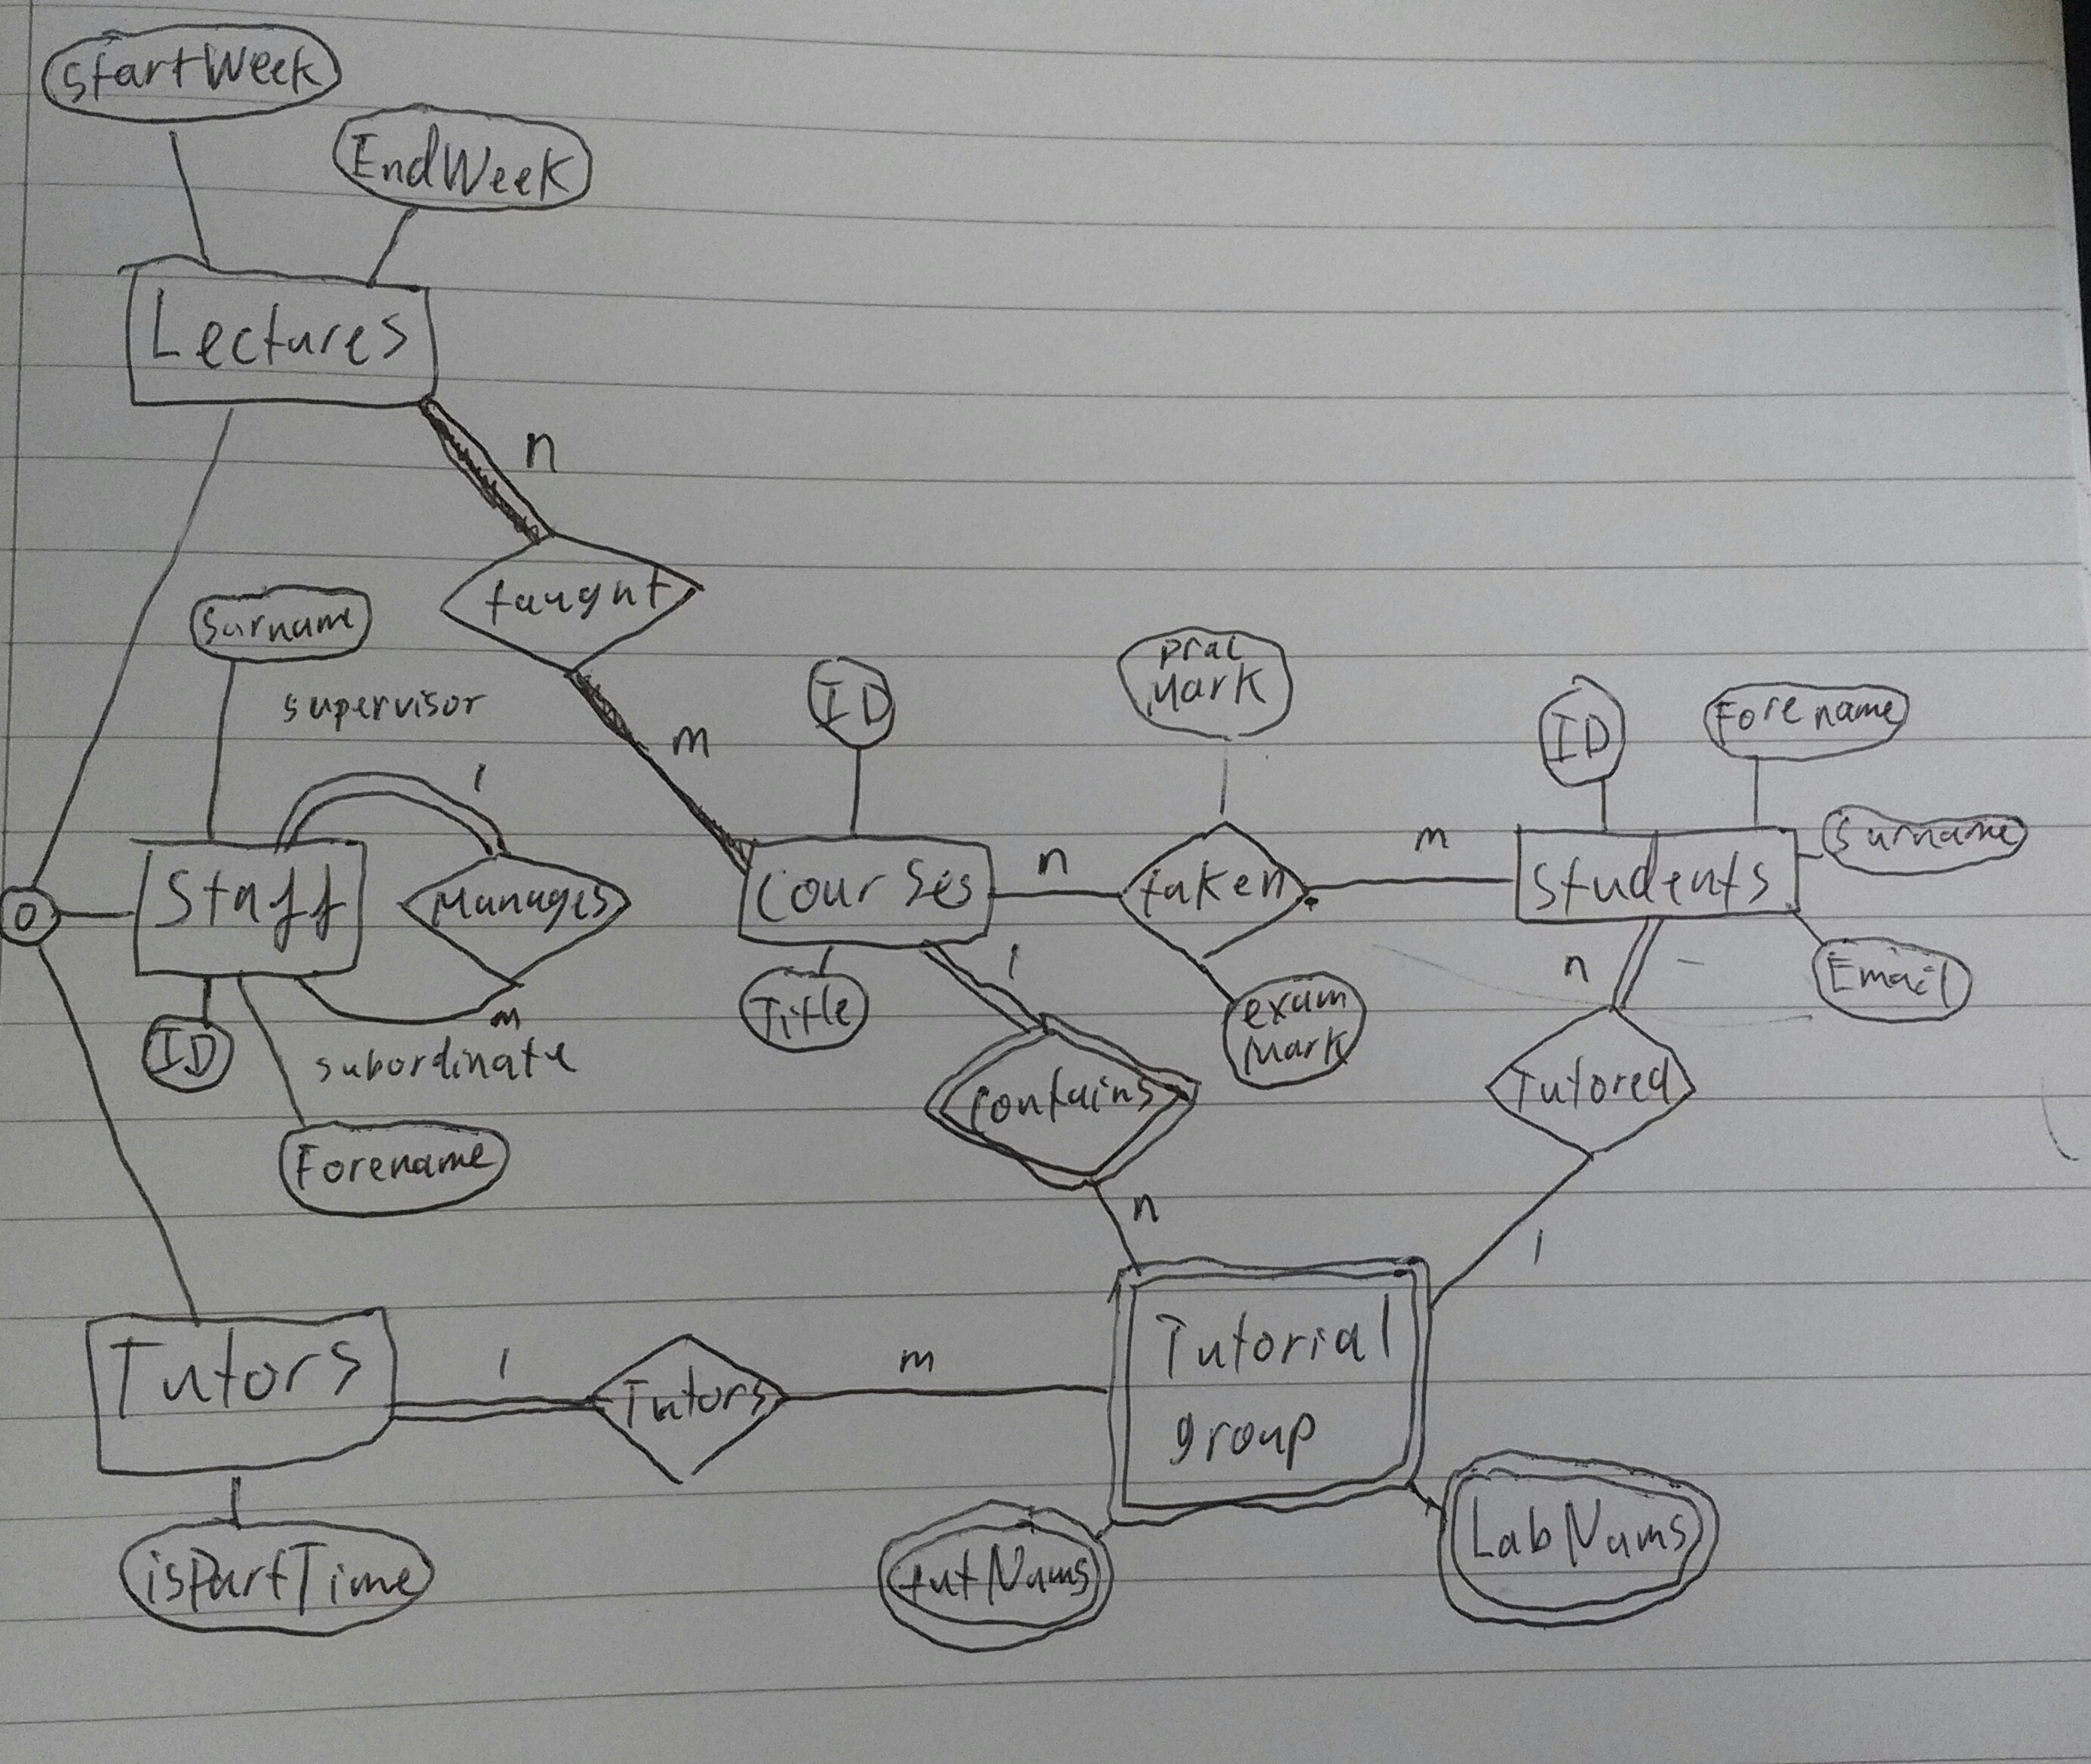 StartWeek
EndWeek
Lectures
n
taught
Surname
supervisor
m
ID
prac
Mark
ID
Forename
1
Staff
Manages
Courses
n
taken
m
Students
Surname
O
ID
m
subordinate
Title
1
exam
Mark
n
Email
Forename
contains
Tutored
n
1
Tutors
1
Tutors
m
Tutorial
group
isPartTime
tutNums
LabNums